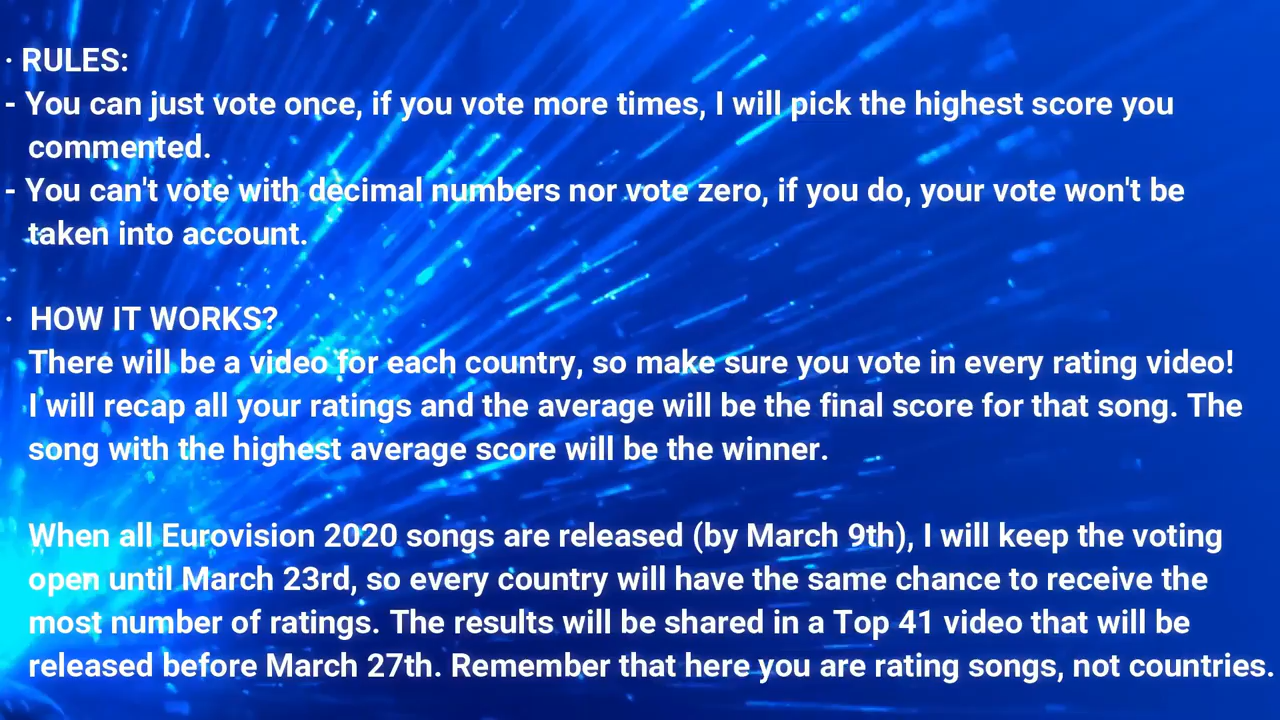 · RULES:
- You can just vote once, if you vote more times, I will pick the highest score you
commented.
- You can't vote with decimal numbers nor vote zero, if you do, your vote won't be
taken into account.
· HOW IT WORKS?
There will be a video for each country, so make sure you vote in every rating video!
I will recap all your ratings and the average will be the final score for that song. The
song with the highest average score will be the winner.
When all Eurovision 2020 songs are released (by March 9th), I will keep the voting
open until March 23rd, so every country will have the same chance to receive the
most number of ratings. The results will be shared in a Top 41 video that will be
released before March 27th. Remember that here you are rating songs, not countries.